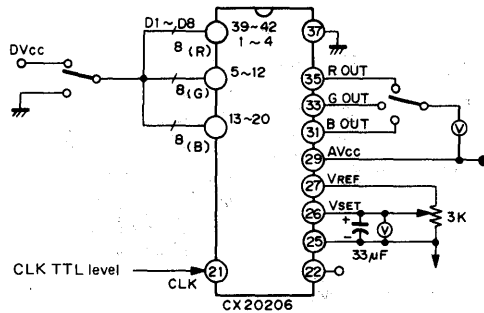 D1~D8
39~42
1~4
37
DVcc
8 (R)
35
R OUT
5~12
8 (G)
33
G OUT
31
B OUT
V
13~20
8 (B)
29
AVcc
27
VREF
26
VSET
3K
+
-
V
25
33µF
CLK TTL level
21
CLK
22
CX20206